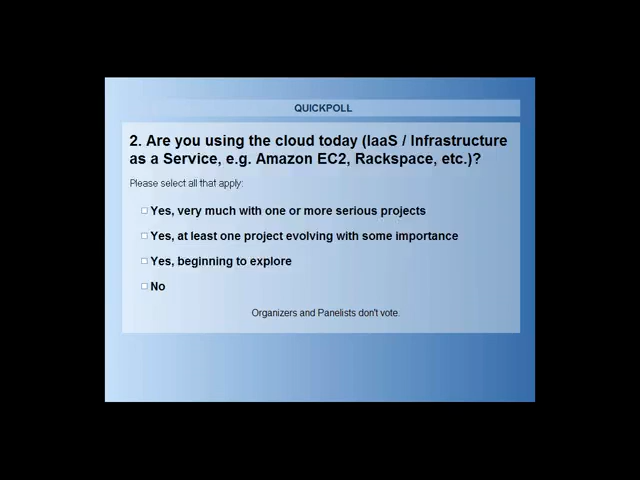 QUICKPOLL
2. Are you using the cloud today (IaaS / Infrastructure
as a Service, e.g. Amazon EC2, Rackspace, etc.)?
Please select all that apply:
Yes, very much with one or more serious projects
Yes, at least one project evolving with some importance
Yes, beginning to explore
No
Organizers and Panelists don't vote.